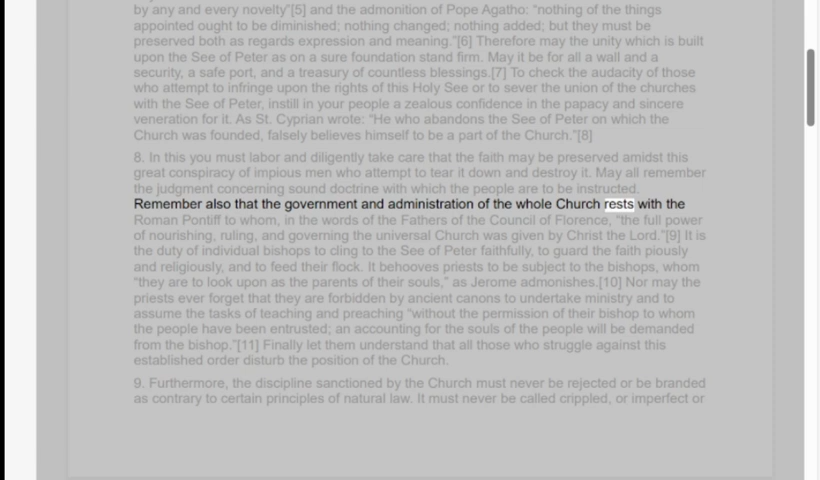 by any and every novelty"[5] and the admonition of Pope Agatho: "nothing of the things
appointed ought to be diminished; nothing changed; nothing added; but they must be
preserved both as regards expression and meaning."[6] Therefore may the unity which is built
upon the See of Peter as on a sure foundation stand firm. May it be for all a wall and a
security, a safe port, and a treasury of countless blessings.[7] To check the audacity of those
who attempt to infringe upon the rights of this Holy See or to sever the union of the churches
with the See of Peter, instill in your people a zealous confidence in the papacy and sincere
veneration for it. As St. Cyprian wrote: "He who abandons the See of Peter on which the
Church was founded, falsely believes himself to be a part of the Church."[8]
8. In this you must labor and diligently take care that the faith may be preserved amidst this
great conspiracy of impious men who attempt to tear it down and destroy it. May all remember
the judgment concerning sound doctrine with which the people are to be instructed.
Remember also that the government and administration of the whole Church rests with the
Roman Pontiff to whom, in the words of the Fathers of the Council of Florence, "the full power
of nourishing, ruling, and governing the universal Church was given by Christ the Lord."[9] It is
the duty of individual bishops to cling to the See of Peter faithfully, to guard the faith piously
and religiously, and to feed their flock. It behooves priests to be subject to the bishops, whom
"they are to look upon as the parents of their souls," as Jerome admonishes.[10] Nor may the
priests ever forget that they are forbidden by ancient canons to undertake ministry and to
assume the tasks of teaching and preaching "without the permission of their bishop to whom
the people have been entrusted; an accounting for the souls of the people will be demanded
from the bishop."[11] Finally let them understand that all those who struggle against this
established order disturb the position of the Church.
9. Furthermore, the discipline sanctioned by the Church must never be rejected or be branded
as contrary to certain principles of natural law. It must never be called crippled, or imperfect or